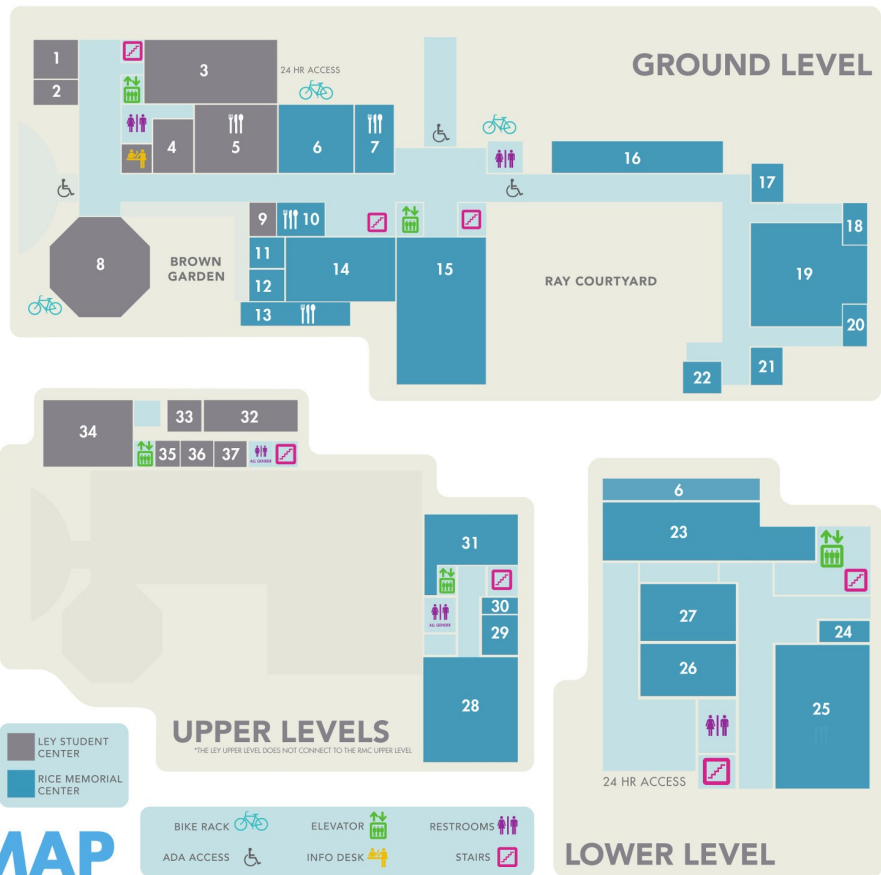 GROUND LEVEL
1
2
3
24 HR ACCESS
4
5
6
7
16
17
18
8
BROWN
GARDEN
9
10
11
12
13
14
15
RAY COURTYARD
19
20
21
22
34
33
32
35
36
37
ALL GENDER
31
30
29
ALL GENDER
28
UPPER LEVELS
*THE LEY UPPER LEVEL DOES NOT CONNECT TO THE RMC UPPER LEVEL
6
23
27
24
26
25
24 HR ACCESS
LOWER LEVEL
LEY STUDENT
CENTER
RICE MEMORIAL
CENTER
MAP
BIKE RACK
ELEVATOR
RESTROOMS
ADA ACCESS
INFO DESK
STAIRS